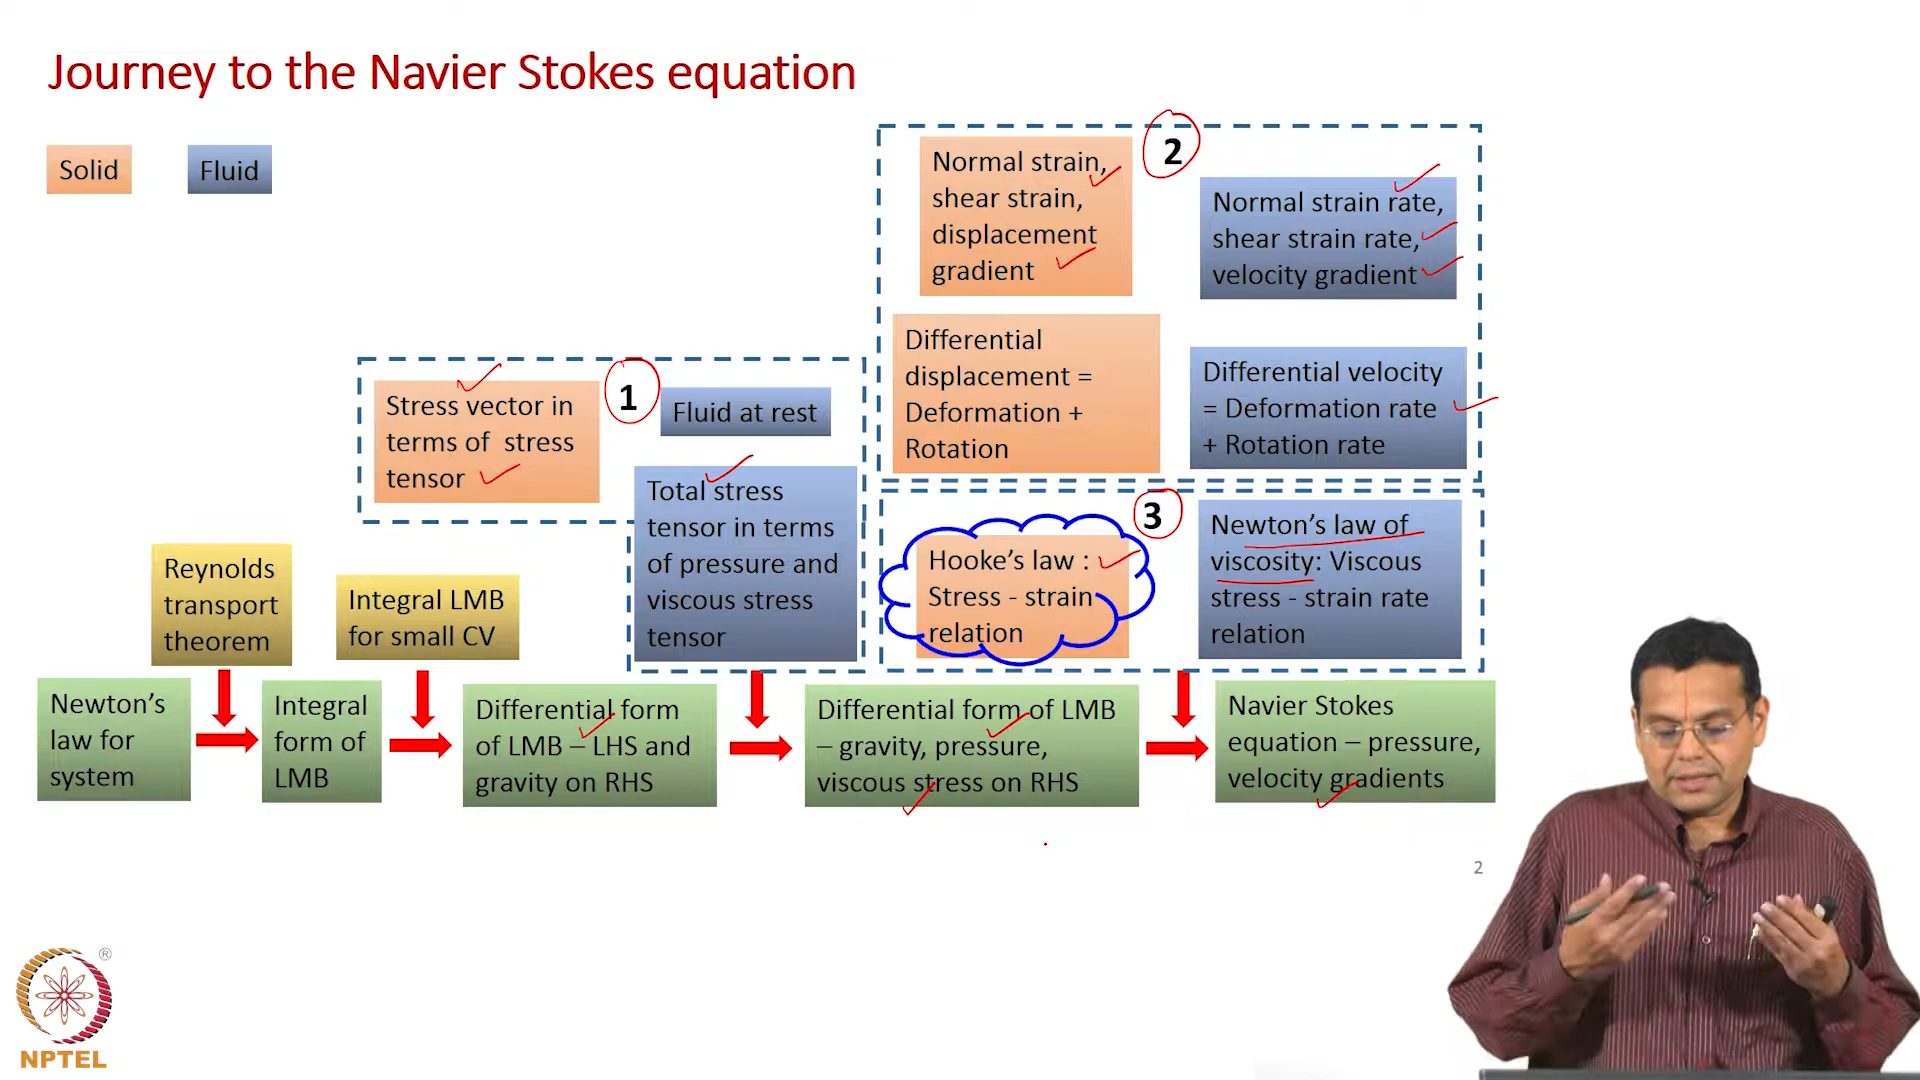 Journey to the Navier Stokes equation
Solid
Fluid
2
Normal strain,
shear strain,
displacement
gradient
Normal strain rate,
shear strain rate,
velocity gradient
Differential
displacement =
Deformation +
Rotation
Differential velocity
= Deformation rate
+ Rotation rate
1
Stress vector in
terms of stress
tensor
Fluid at rest
Total stress
tensor in terms
of pressure and
viscous stress
tensor
3
Hooke's law :
Stress - strain
relation
Newton's law of
viscosity: Viscous
stress - strain rate
relation
Reynolds
transport
theorem
Integral LMB
for small CV
Newton's
law for
system
Integral
form of
LMB
Differential form
of LMB – LHS and
gravity on RHS
Differential form of LMB
– gravity, pressure,
viscous stress on RHS
Navier Stokes
equation – pressure,
velocity gradients
2
®
NPTEL